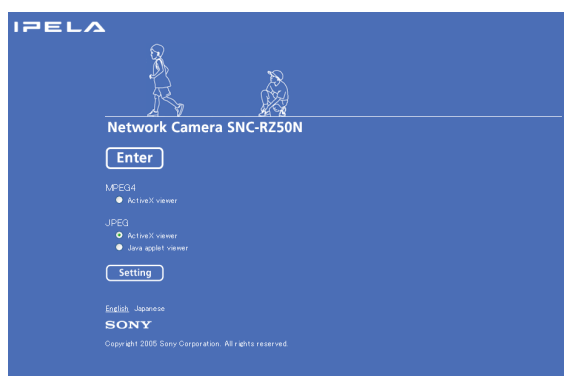 IPELA
Network Camera SNC-RZ50N
Enter
MPEG4
ActiveX viewer
JPEG
ActiveX viewer
Java applet viewer
Setting
English Japanese
SONY
Copyright 2005 Sony Corporation. All rights reserved.